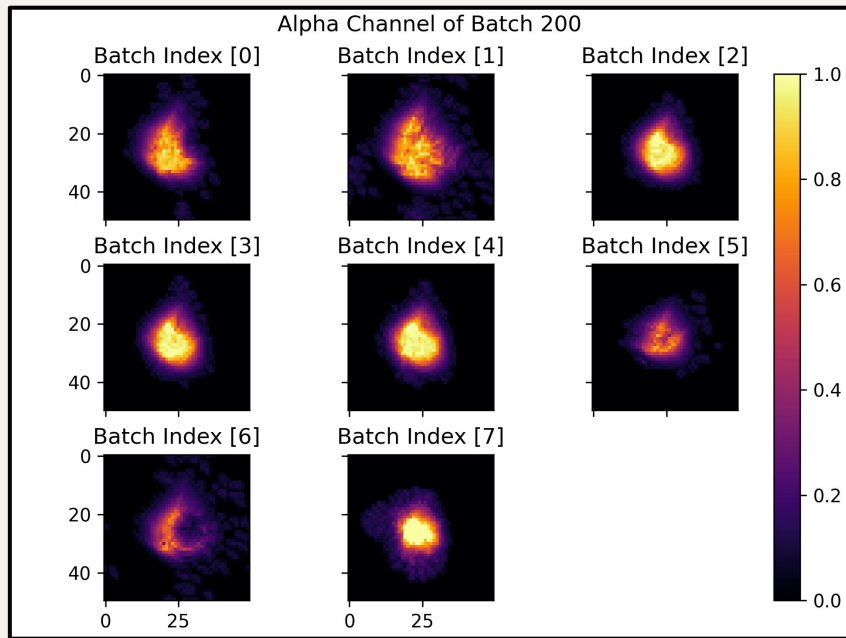 Alpha Channel of Batch 200
Batch Index [0]
Batch Index [1]
Batch Index [2]
0
20
40
1.0
0.8
0.6
0.4
0.2
0.0
Batch Index [3]
Batch Index [4]
Batch Index [5]
0
20
40
Batch Index [6]
Batch Index [7]
0
20
40
0
25
0
25